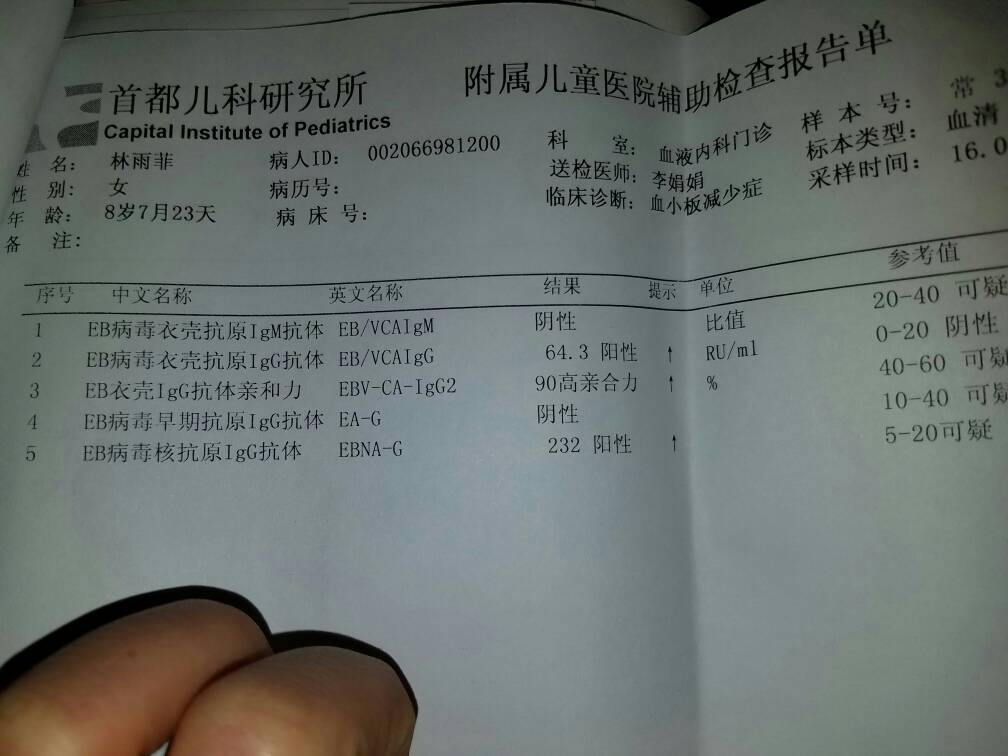 首都儿科研究所 附属儿童医院辅助检查报告单
Capital Institute of Pediatrics
姓 名： 林雨菲 病人ID： 002066981200 科 室： 血液内科门诊 样 本 号： 常 3
性 别： 女 病历号： 送检医师： 李娟娟 标本类型： 血清
年 龄： 8岁7月23天 病 床 号： 临床诊断： 血小板减少症 采样时间： 16.0
备 注：
序号 中文名称 英文名称 结果 提示 单位 参考值
1 EB病毒衣壳抗原IgM抗体 EB/VCAIgM 阴性 比值 20-40 可疑
2 EB病毒衣壳抗原IgG抗体 EB/VCAIgG 64.3 阳性 ↑ RU/ml 0-20 阴性
3 EB衣壳IgG抗体亲和力 EBV-CA-IgG2 90高亲合力 ↑ % 40-60 可疑
4 EB病毒早期抗原IgG抗体 EA-G 阴性 10-40 可疑
5 EB病毒核抗原IgG抗体 EBNA-G 232 阳性 ↑ 5-20可疑